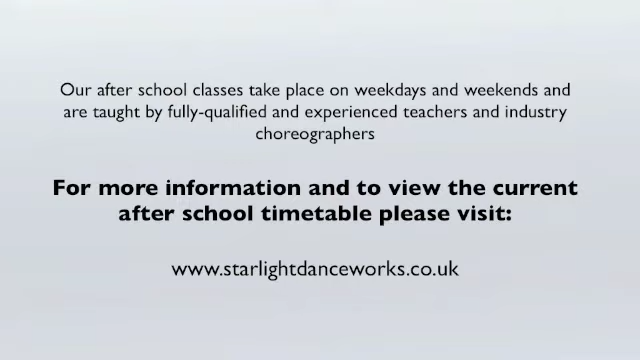 Our after school classes take place on weekdays and weekends and
are taught by fully-qualified and experienced teachers and industry
choreographers
For more information and to view the current
after school timetable please visit:
www.starlightdanceworks.co.uk